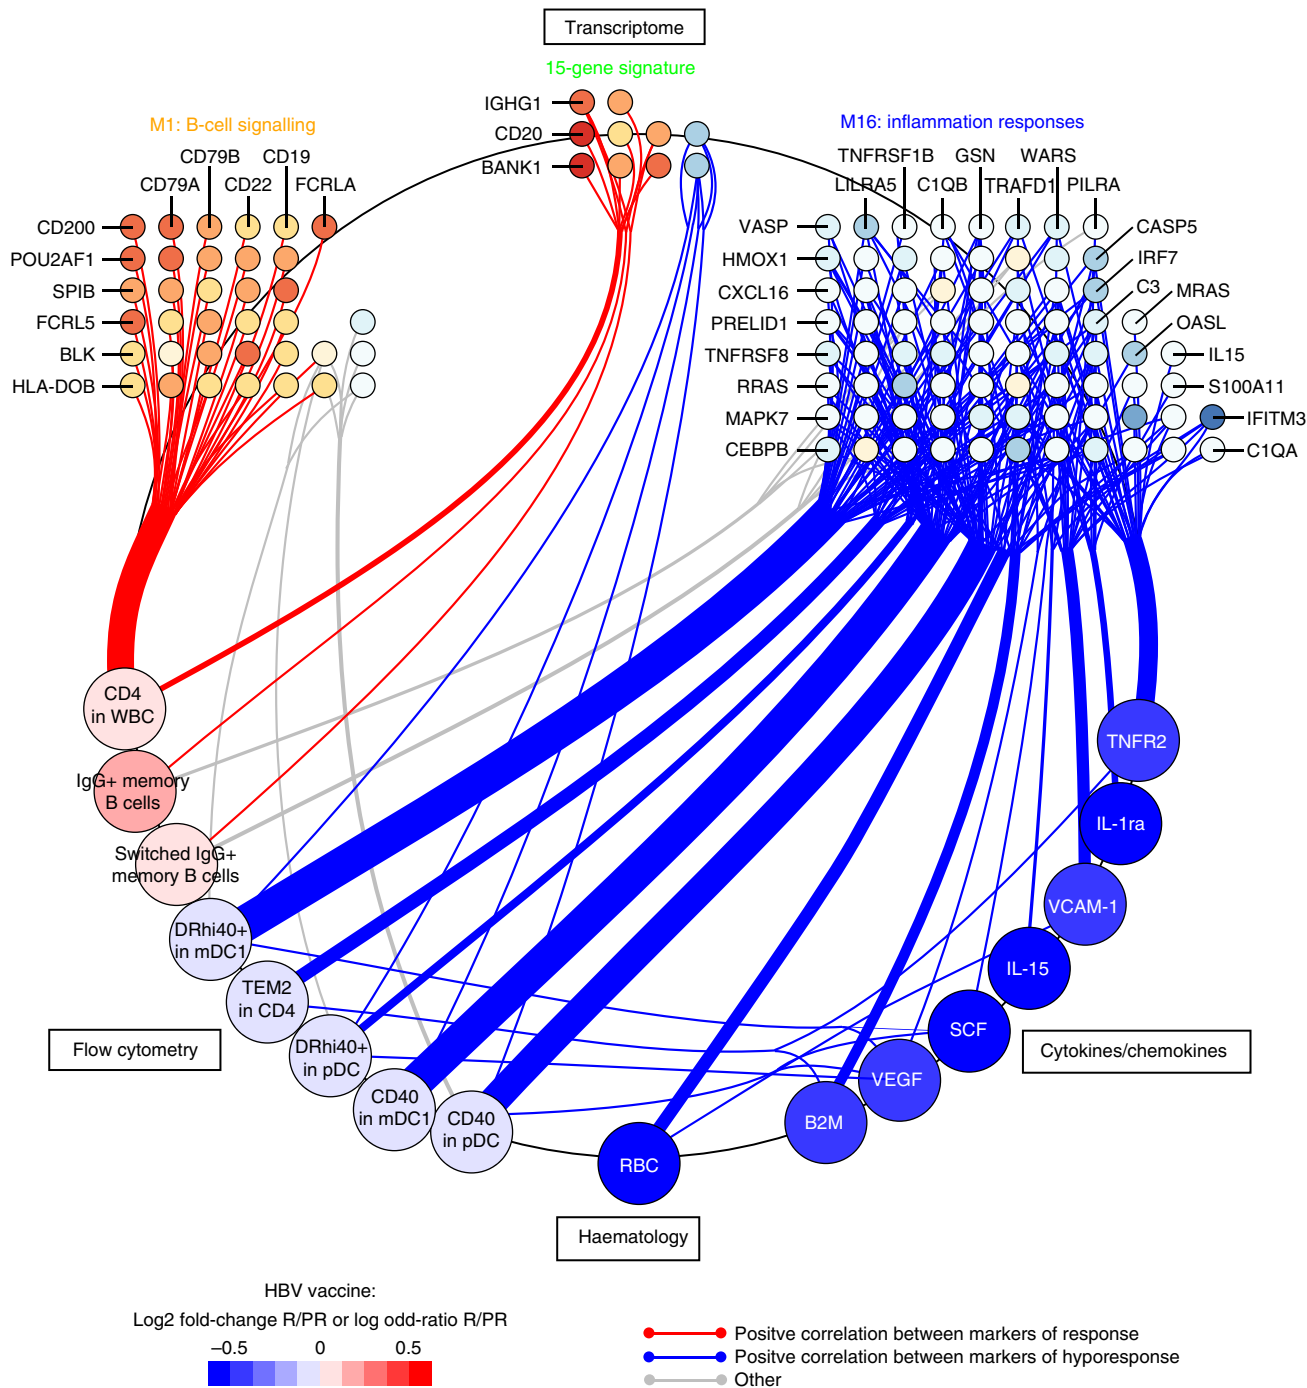 Transcriptome
15-gene signature
IGHG1
CD20
BANK1
M1: B-cell signalling
CD79B CD19
CD79A CD22 FCRLA
CD200
POU2AF1
SPIB
FCRL5
BLK
HLA-DOB
M16: inflammation responses
TNFRSF1B GSN WARS
LILRA5 C1QB TRAFD1 PILRA
VASP
HMOX1
CXCL16
PRELID1
TNFRSF8
RRAS
MAPK7
CEBPB
CASP5
IRF7
C3
MRAS
OASL
IL15
S100A11
IFITM3
C1QA
CD4
in WBC
IgG+ memory
B cells
Switched IgG+
memory B cells
DRhi40+
in mDC1
TEM2
in CD4
DRhi40+
in pDC
CD40
in mDC1
CD40
in pDC
RBC
B2M
VEGF
SCF
IL-15
VCAM-1
IL-1ra
TNFR2
Flow cytometry
Cytokines/chemokines
Haematology
HBV vaccine:
Log2 fold-change R/PR or log odd-ratio R/PR
–0.5 0 0.5
Positve correlation between markers of response
Positve correlation between markers of hyporesponse
Other